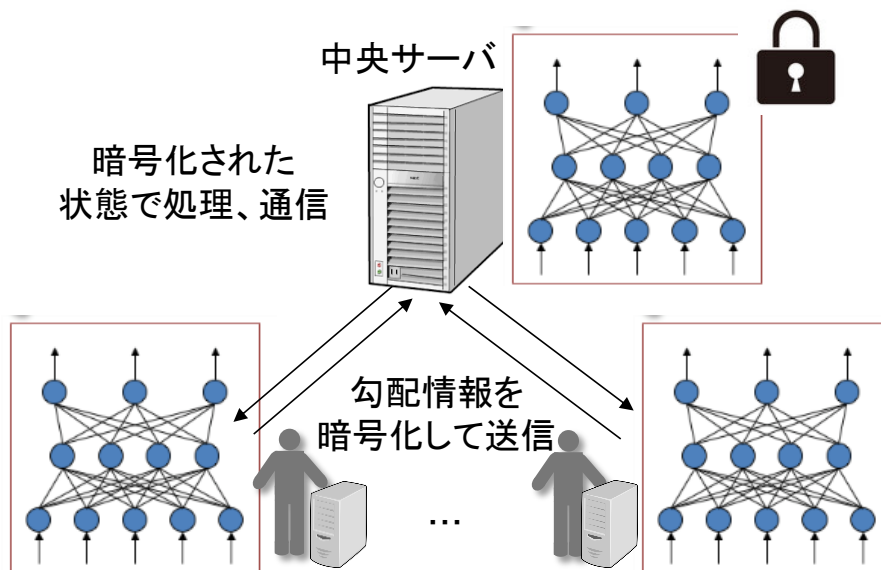 中央サーバ
暗号化された
状態で処理、通信
勾配情報を
暗号化して送信
...